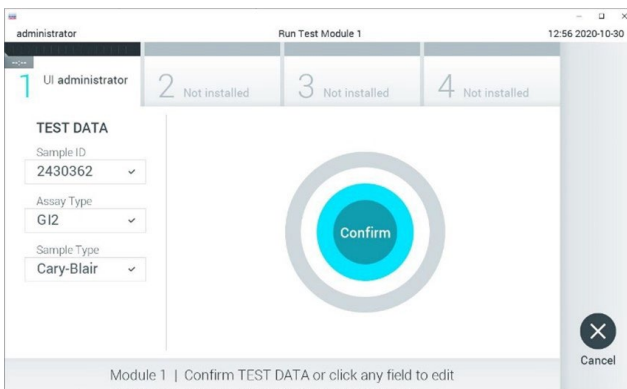 administrator Run Test Module 1 12:56 2020-10-30
--:--
1 UI administrator 2 Not installed 3 Not installed 4 Not installed
TEST DATA
Sample ID
2430362
Assay Type
GI2
Sample Type
Cary-Blair
Confirm
Cancel
Module 1 | Confirm TEST DATA or click any field to edit